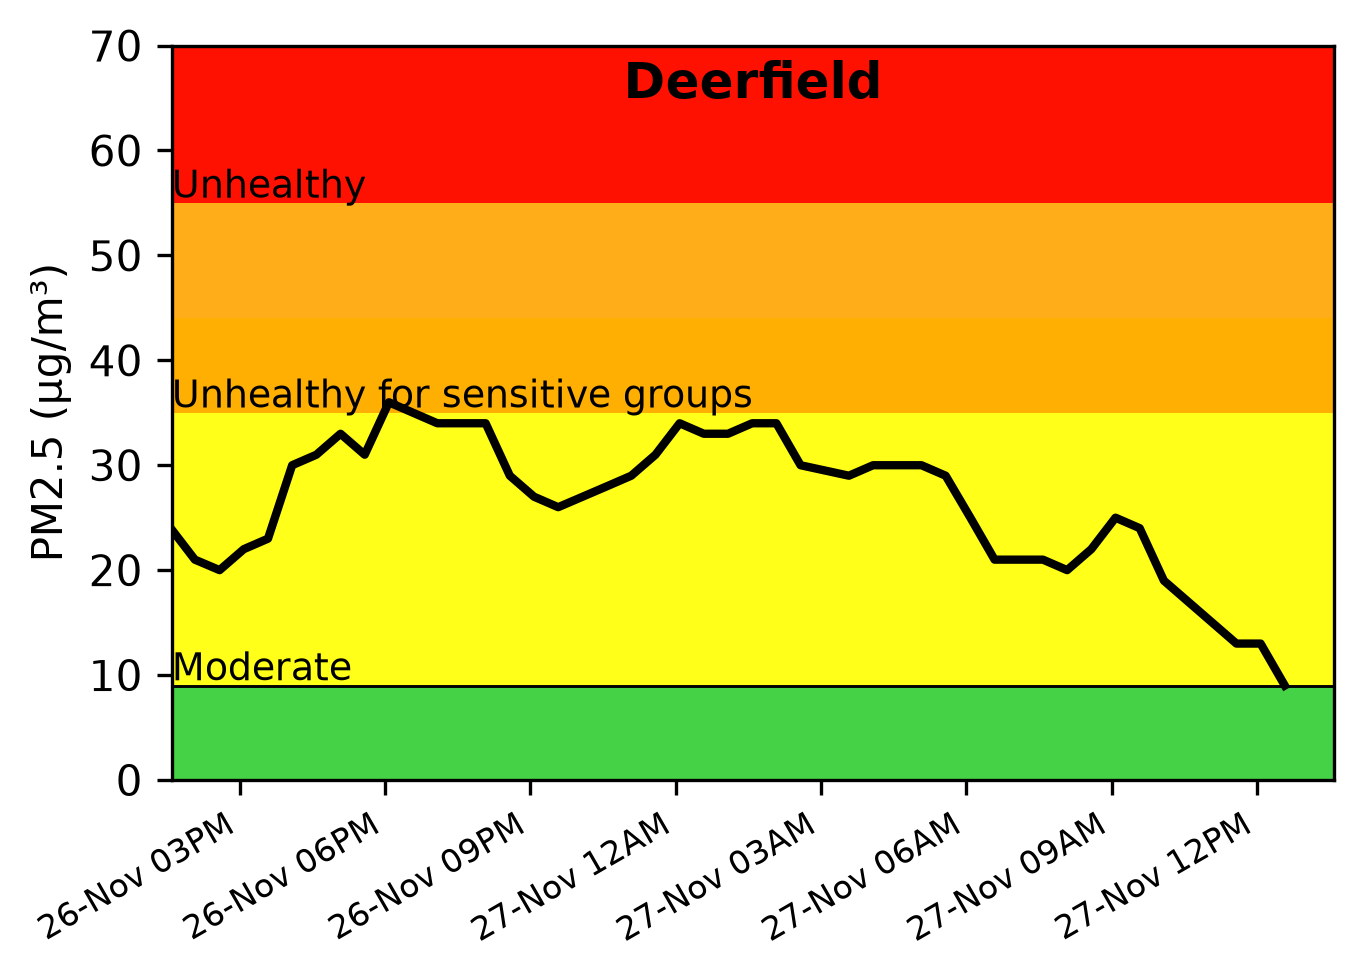 Deerfield
PM2.5 (µg/m³)
70
60
50
40
30
20
10
0
Unhealthy
Unhealthy for sensitive groups
Moderate
26-Nov 03PM
26-Nov 06PM
26-Nov 09PM
27-Nov 12AM
27-Nov 03AM
27-Nov 06AM
27-Nov 09AM
27-Nov 12PM